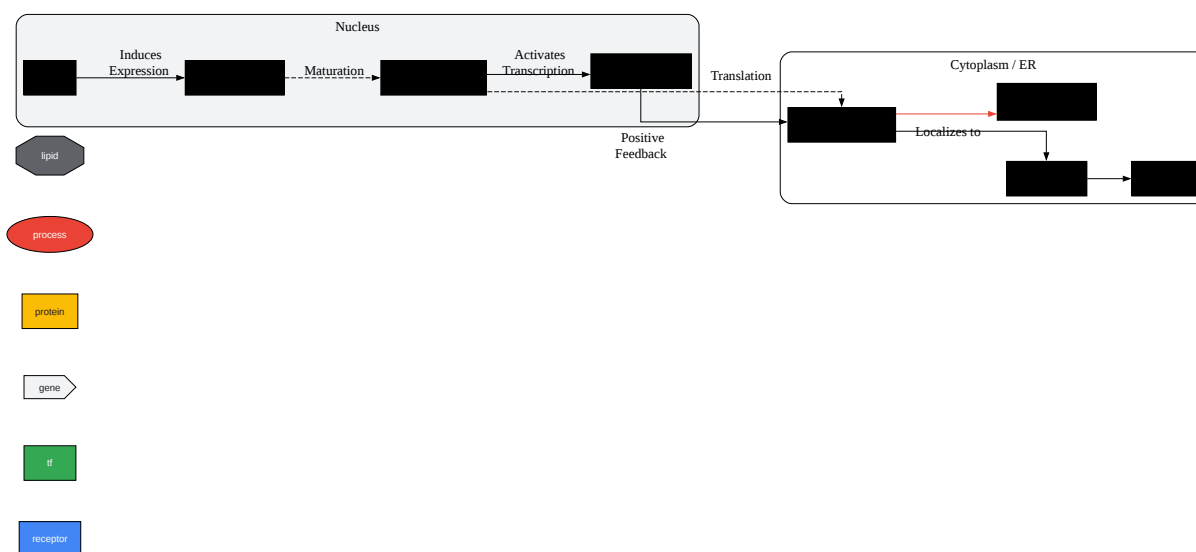 Nucleus
Induces
Expression
Maturation
Activates
Transcription
Translation
Positive
Feedback
Cytoplasm / ER
Localizes to
lipid
process
protein
gene
tf
receptor